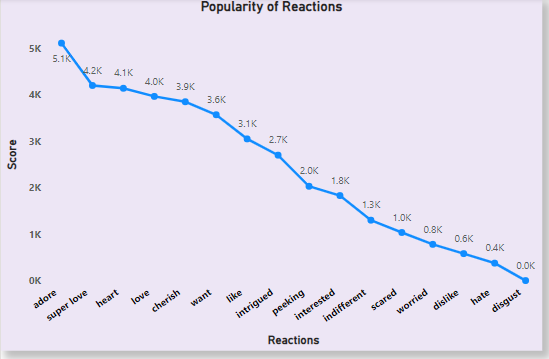 Popularity of Reactions
5K
4K
3K
2K
1K
0K
Score
5.1K
4.2K
4.1K
4.0K
3.9K
3.6K
3.1K
2.7K
2.0K
1.8K
1.3K
1.0K
0.8K
0.6K
0.4K
0.0K
adore
super love
heart
love
cherish
want
like
intrigued
peeking
interested
indifferent
scared
worried
dislike
hate
disgust
Reactions